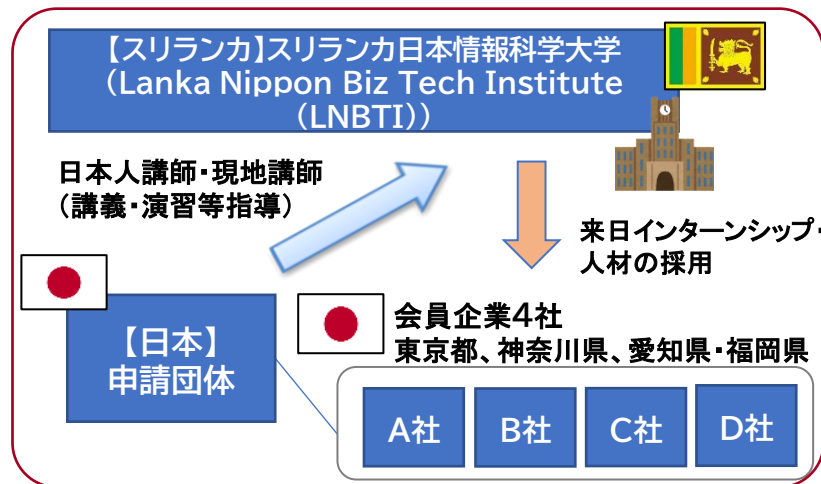 【スリランカ】スリランカ日本情報科学大学
（Lanka Nippon Biz Tech Institute
（LNBTI））
日本人講師・現地講師
（講義・演習等指導）
来日インターンシップ・
人材の採用
【日本】
申請団体
会員企業4社
東京都、神奈川県、愛知県・福岡県
A社
B社
C社
D社